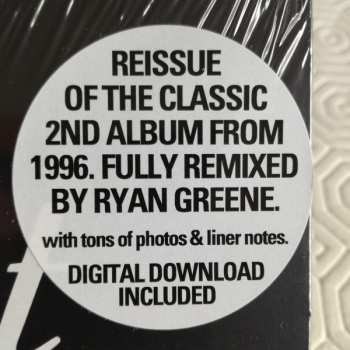 REISSUE
OF THE CLASSIC
2ND ALBUM FROM
1996. FULLY REMIXED
BY RYAN GREENE.
with tons of photos & liner notes.
DIGITAL DOWNLOAD
INCLUDED
t